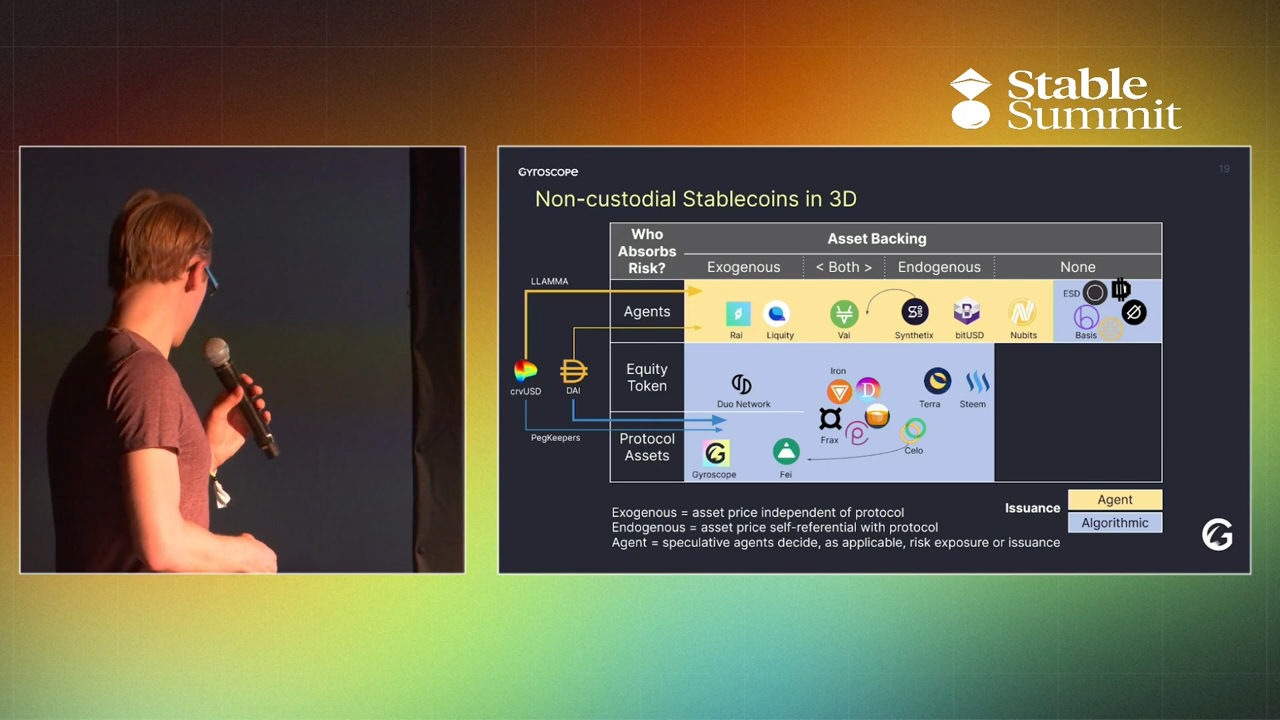 Stable
Summit
GYROSCOPE
19
Non-custodial Stablecoins in 3D
Who
Absorbs
Risk?
Asset Backing
Exogenous
< Both >
Endogenous
None
LLAMMA
Agents
Rai
Liquity
Vai
Synthetix
bitUSD
Nubits
ESD
Basis
crvUSD
DAI
Equity
Token
Duo Network
Iron
Terra
Steem
PegKeepers
Protocol
Assets
Frax
Celo
Gyroscope
Fei
Exogenous = asset price independent of protocol
Endogenous = asset price self-referential with protocol
Agent = speculative agents decide, as applicable, risk exposure or issuance
Issuance
Agent
Algorithmic